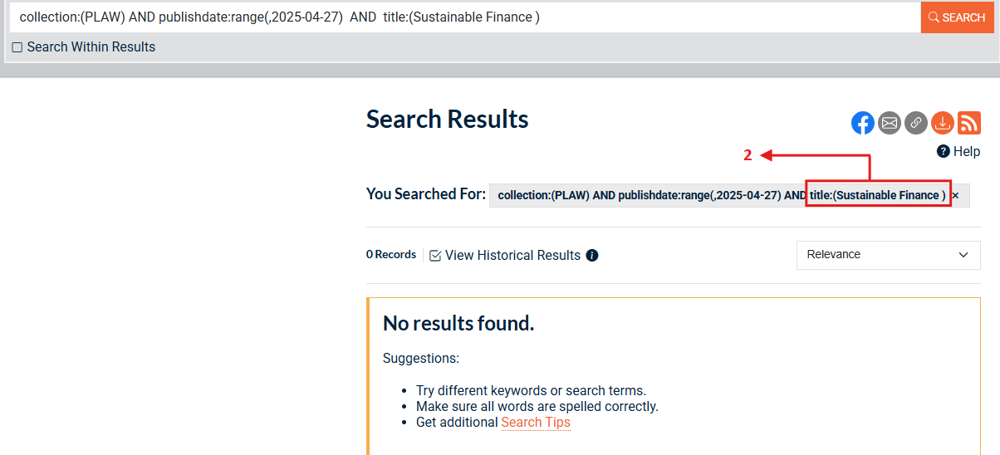 collection:(PLAW) AND publishdate:range(,2025-04-27)  AND  title:(Sustainable Finance )
SEARCH
Search Within Results
Search Results
? Help
2
You Searched For: collection:(PLAW) AND publishdate:range(,2025-04-27) AND title:(Sustainable Finance ) ×
0 Records
View Historical Results i
Relevance
No results found.
Suggestions:
• Try different keywords or search terms.
• Make sure all words are spelled correctly.
• Get additional Search Tips